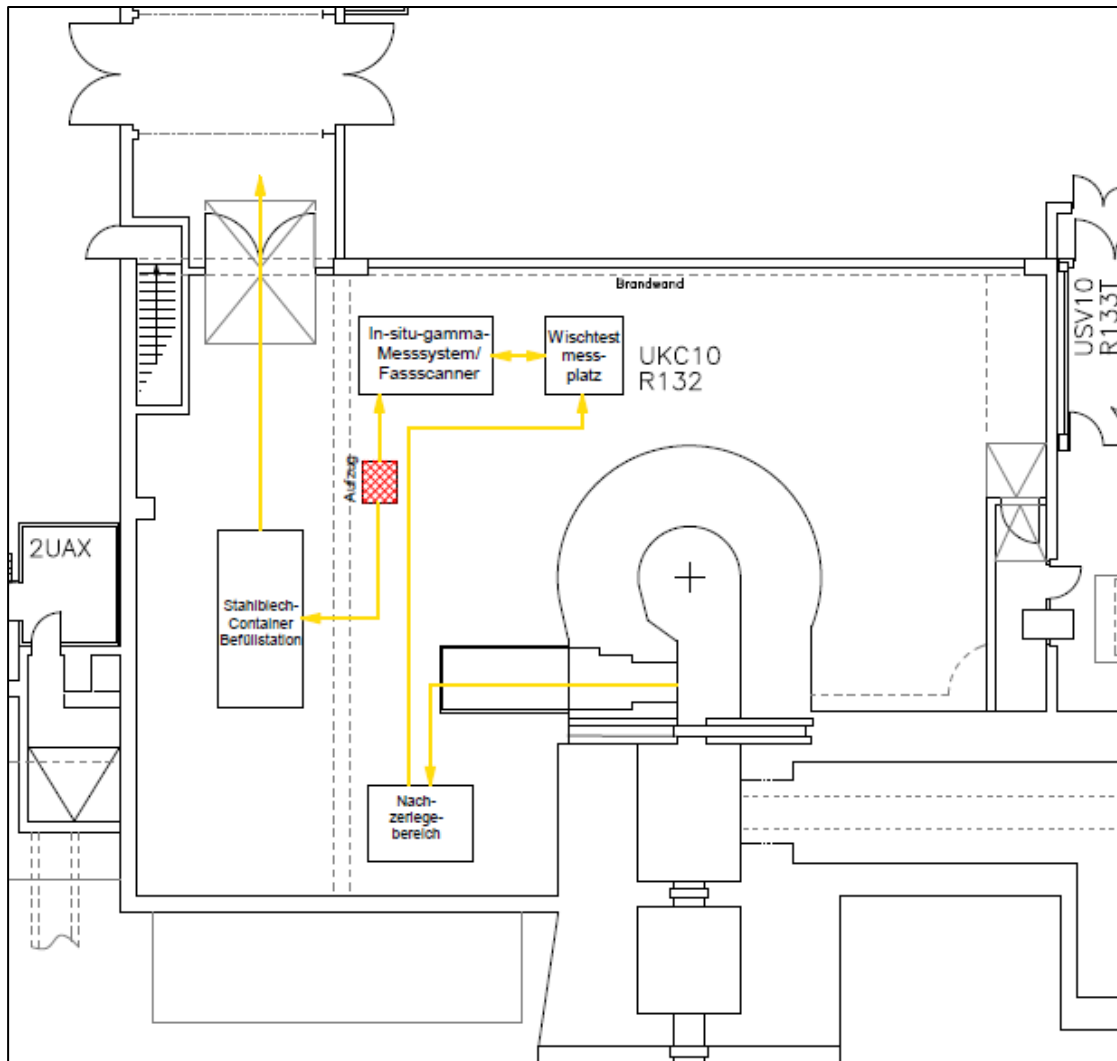 Brandwand
In-situ-gamma-
Messsystem/
Fassscanner
Wischtest
mess-
platz
UKC10
R132
USV10
R133T
Aufzug
2UAX
Stahlblech-
Container
Befüllstation
Nach-
zerlege-
bereich